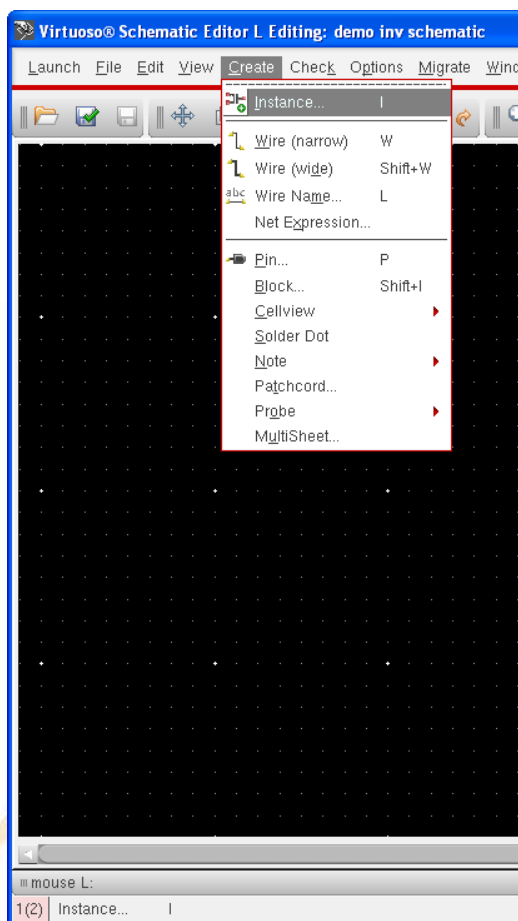 Virtuoso® Schematic Editor L Editing: demo inv schematic
Launch File Edit View Create Check Options Migrate Wind
Instance... I
Wire (narrow) W
Wire (wide) Shift+W
abc Wire Name... L
Net Expression...
Pin... P
Block... Shift+I
Cellview
Solder Dot
Note
Patchcord...
Probe
MultiSheet...
mouse L:
1(2) Instance... I